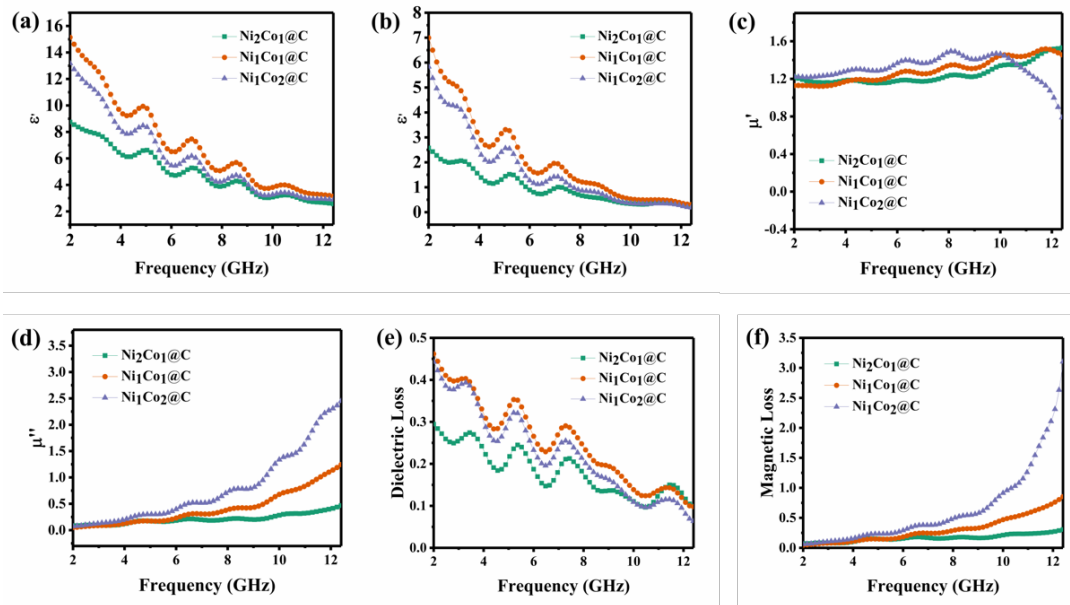 (a)
Ni2Co1@C
Ni1Co1@C
Ni1Co2@C
16
14
12
10
8
6
4
2
ε'
2 4 6 8 10 12
Frequency (GHz)
(b)
Ni2Co1@C
Ni1Co1@C
Ni1Co2@C
8
7
6
5
4
3
2
1
0
ε'
2 4 6 8 10 12
Frequency (GHz)
(c)
1.6
1.2
0.8
0.4
0.0
-0.4
μ'
Ni2Co1@C
Ni1Co1@C
Ni1Co2@C
2 4 6 8 10 12
Frequency (GHz)
(d)
Ni2Co1@C
Ni1Co1@C
Ni1Co2@C
3.5
3.0
2.5
2.0
1.5
1.0
0.5
0.0
μ''
2 4 6 8 10 12
Frequency (GHz)
(e)
Ni2Co1@C
Ni1Co1@C
Ni1Co2@C
0.5
0.4
0.3
0.2
0.1
0.0
Dielectric Loss
2 4 6 8 10 12
Frequency (GHz)
(f)
Ni2Co1@C
Ni1Co1@C
Ni1Co2@C
3.5
3.0
2.5
2.0
1.5
1.0
0.5
0.0
Magnetic Loss
2 4 6 8 10 12
Frequency (GHz)